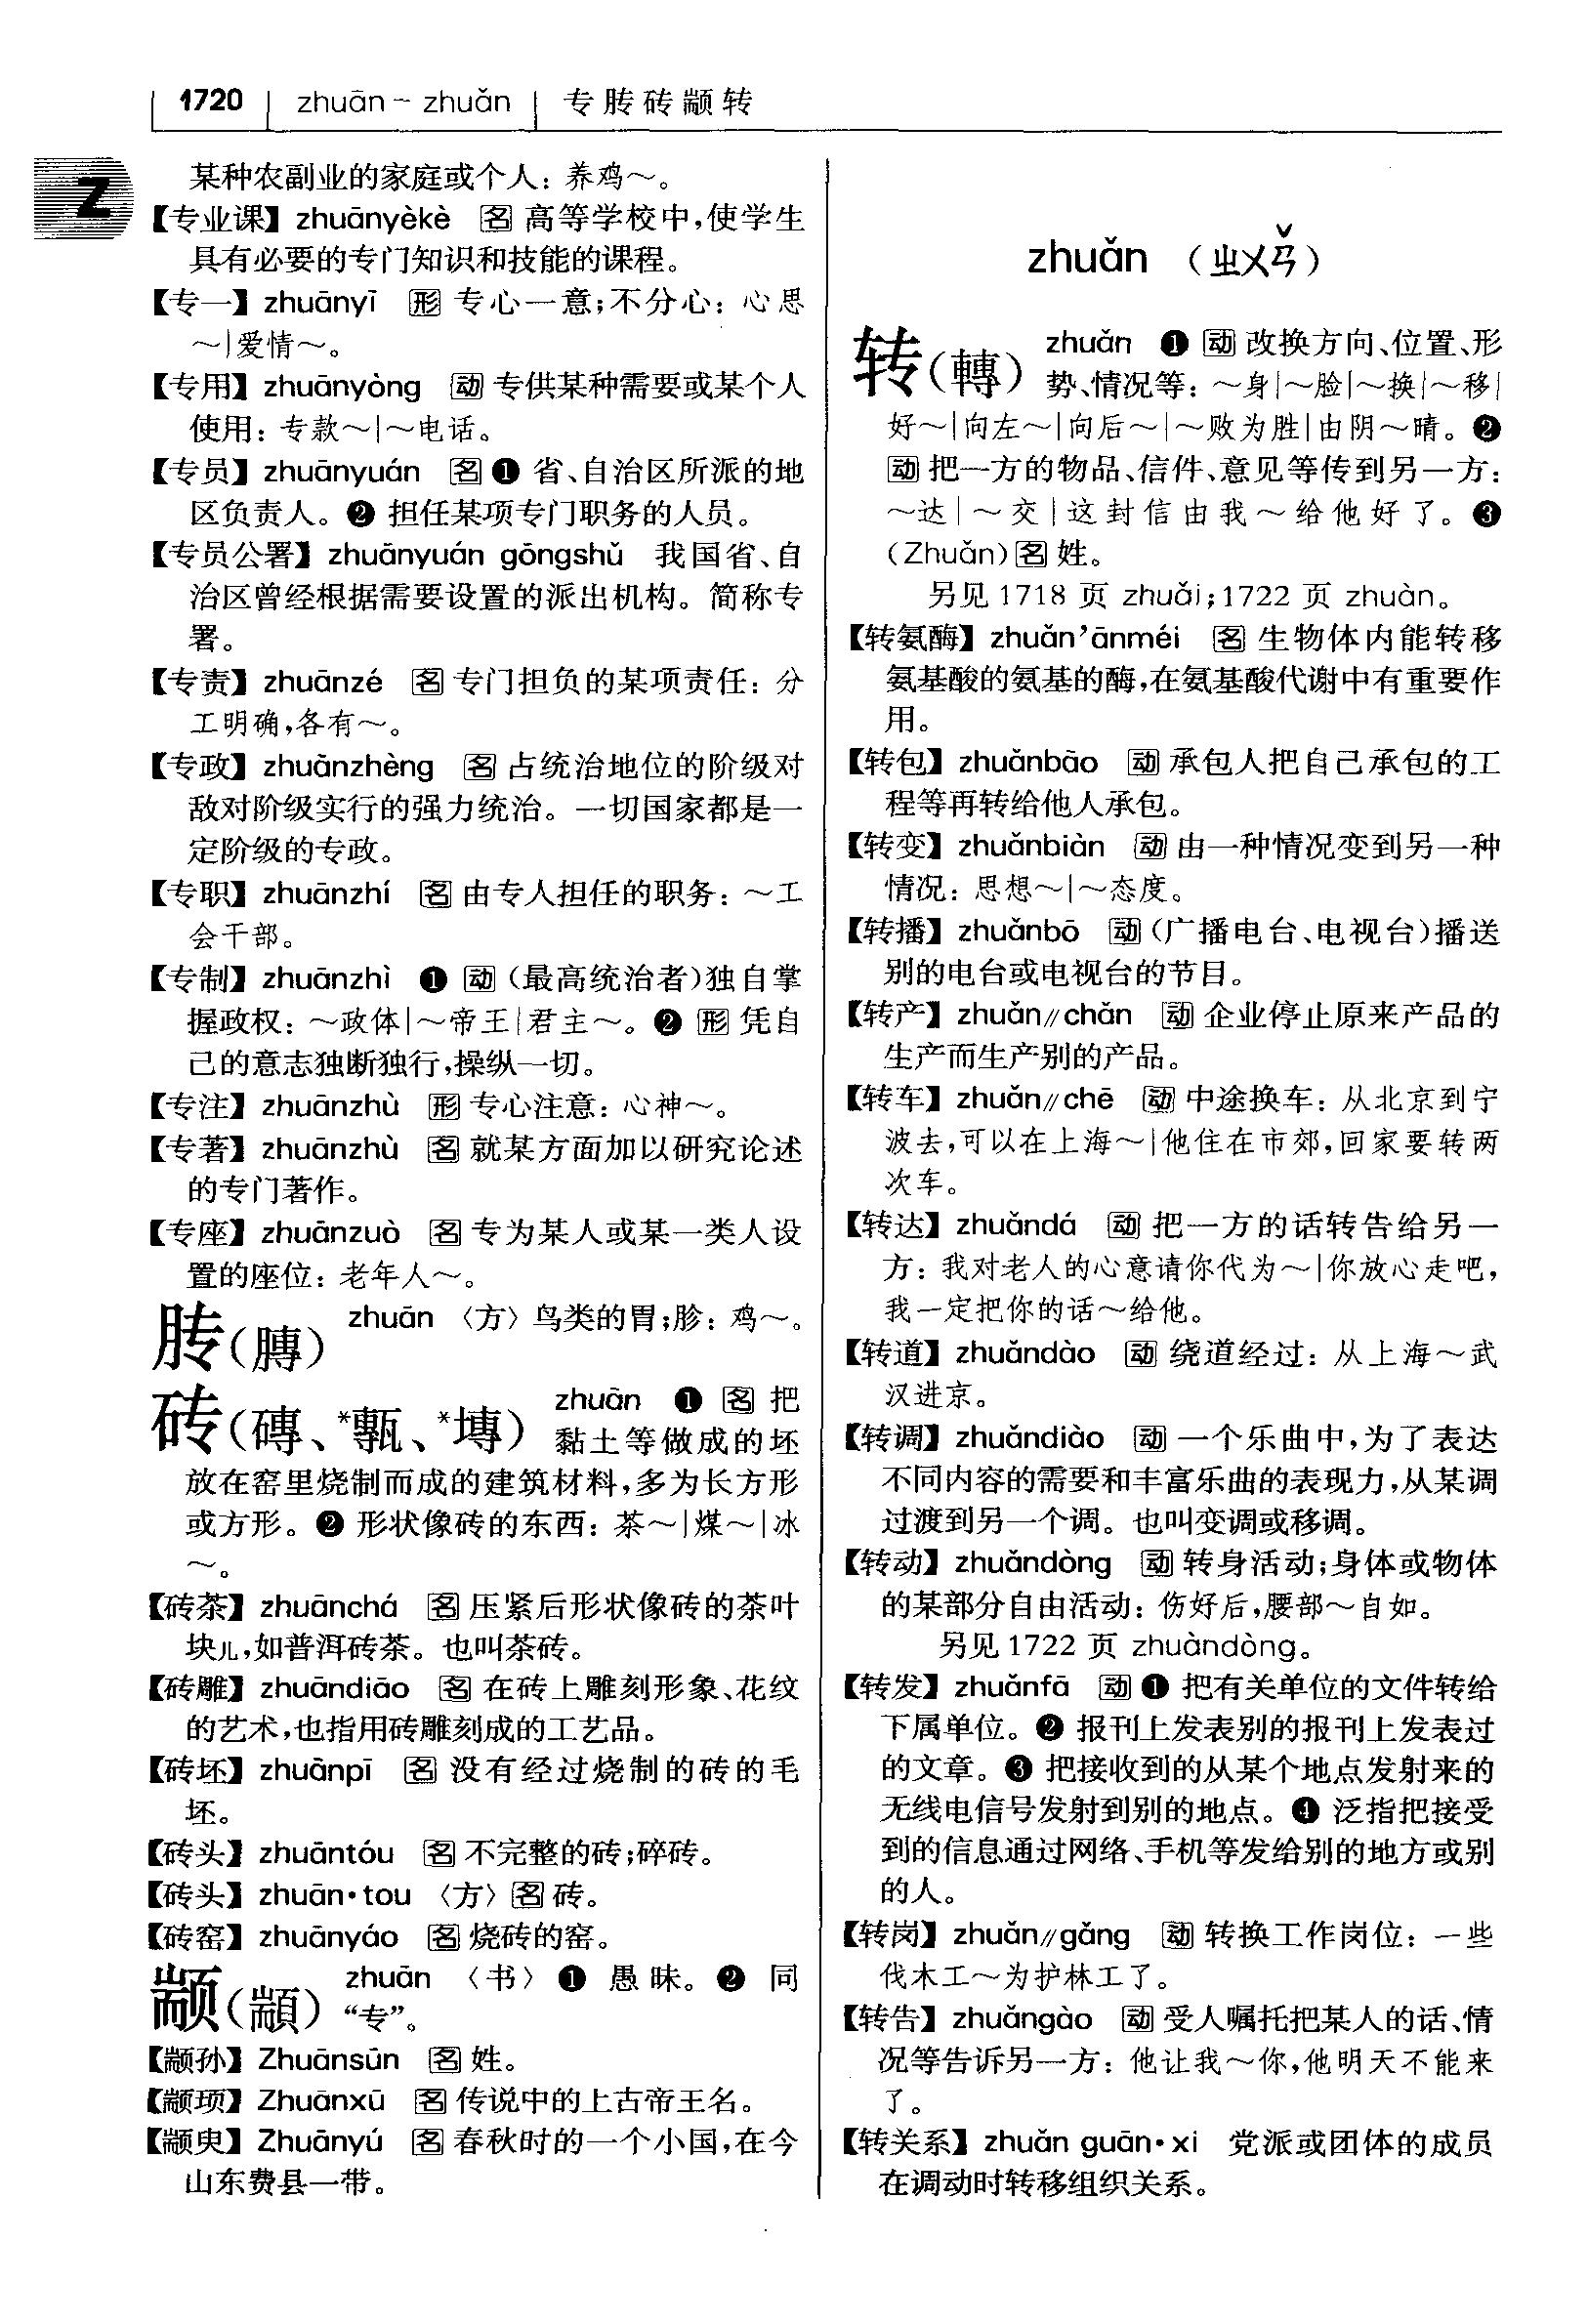 1720 zhuān－zhuǎn 专䏝砖颛转
Z
某种农副业的家庭或个人：养鸡～。
【专业课】zhuānyèkè 名 高等学校中，使学生
具有必要的专门知识和技能的课程。
【专一】zhuānyī 形 专心一意；不分心：心思
～|爱情～。
【专用】zhuānyòng 动 专供某种需要或某个人
使用：专款～|～电话。
【专员】zhuānyuán 名 ❶ 省、自治区所派的地
区负责人。❷ 担任某项专门职务的人员。
【专员公署】zhuānyuán gōngshǔ 我国省、自
治区曾经根据需要设置的派出机构。简称专
署。
【专责】zhuānzé 名 专门担负的某项责任：分
工明确，各有～。
【专政】zhuānzhèng 名 占统治地位的阶级对
敌对阶级实行的强力统治。一切国家都是一
定阶级的专政。
【专职】zhuānzhí 名 由专人担任的职务：～工
会干部。
【专制】zhuānzhì ❶ 动 （最高统治者）独自掌
握政权：～政体|～帝王|君主～。❷ 形 凭自
己的意志独断独行，操纵一切。
【专注】zhuānzhù 形 专心注意：心神～。
【专著】zhuānzhù 名 就某方面加以研究论述
的专门著作。
【专座】zhuānzuò 名 专为某人或某一类人设
置的座位：老年人～。
䏝（膞） zhuān 〈方〉鸟类的胃；胗：鸡～。
砖（磚、*甎、*塼） zhuān ❶ 名 把
黏土等做成的坯
放在窑里烧制而成的建筑材料，多为长方形
或方形。❷ 形状像砖的东西：茶～|煤～|冰
～。
【砖茶】zhuānchá 名 压紧后形状像砖的茶叶
块儿，如普洱砖茶。也叫茶砖。
【砖雕】zhuāndiāo 名 在砖上雕刻形象、花纹
的艺术，也指用砖雕刻成的工艺品。
【砖坯】zhuānpī 名 没有经过烧制的砖的毛
坯。
【砖头】zhuāntóu 名 不完整的砖；碎砖。
【砖头】zhuān·tou 〈方〉名 砖。
【砖窑】zhuānyáo 名 烧砖的窑。
颛（顓） zhuān 〈书〉❶ 愚昧。❷ 同
“专”。
【颛孙】Zhuānsūn 名 姓。
【颛顼】Zhuānxū 名 传说中的上古帝王名。
【颛臾】Zhuānyú 名 春秋时的一个小国，在今
山东费县一带。
zhuǎn （ㄓㄨㄢˇ）
转（轉） zhuǎn ❶ 动 改换方向、位置、形
势、情况等：～身|～脸|～换|～移|
好～|向左～|向后～|～败为胜|由阴～晴。❷
动 把一方的物品、信件、意见等传到另一方：
～达|～交|这封信由我～给他好了。❸
（Zhuǎn）名 姓。
另见 1718 页 zhuǎi；1722 页 zhuàn。
【转氨酶】zhuǎn’ānméi 名 生物体内能转移
氨基酸的氨基的酶，在氨基酸代谢中有重要作
用。
【转包】zhuǎnbāo 动 承包人把自己承包的工
程等再转给他人承包。
【转变】zhuǎnbiàn 动 由一种情况变到另一种
情况：思想～|～态度。
【转播】zhuǎnbō 动 （广播电台、电视台）播送
别的电台或电视台的节目。
【转产】zhuǎn∥chǎn 动 企业停止原来产品的
生产而生产别的产品。
【转车】zhuǎn∥chē 动 中途换车：从北京到宁
波去，可以在上海～|他住在市郊，回家要转两
次车。
【转达】zhuǎndá 动 把一方的话转告给另一
方：我对老人的心意请你代为～|你放心走吧，
我一定把你的话～给他。
【转道】zhuǎndào 动 绕道经过：从上海～武
汉进京。
【转调】zhuǎndiào 动 一个乐曲中，为了表达
不同内容的需要和丰富乐曲的表现力，从某调
过渡到另一个调。也叫变调或移调。
【转动】zhuǎndòng 动 转身活动；身体或物体
的某部分自由活动：伤好后，腰部～自如。
另见 1722 页 zhuàndòng。
【转发】zhuǎnfā 动 ❶ 把有关单位的文件转给
下属单位。❷ 报刊上发表别的报刊上发表过
的文章。❸ 把接收到的从某个地点发射来的
无线电信号发射到别的地点。❹ 泛指把接受
到的信息通过网络、手机等发给别的地方或别
的人。
【转岗】zhuǎn∥gǎng 动 转换工作岗位：一些
伐木工～为护林工了。
【转告】zhuǎngào 动 受人嘱托把某人的话、情
况等告诉另一方：他让我～你，他明天不能来
了。
【转关系】zhuǎn guān·xi 党派或团体的成员
在调动时转移组织关系。